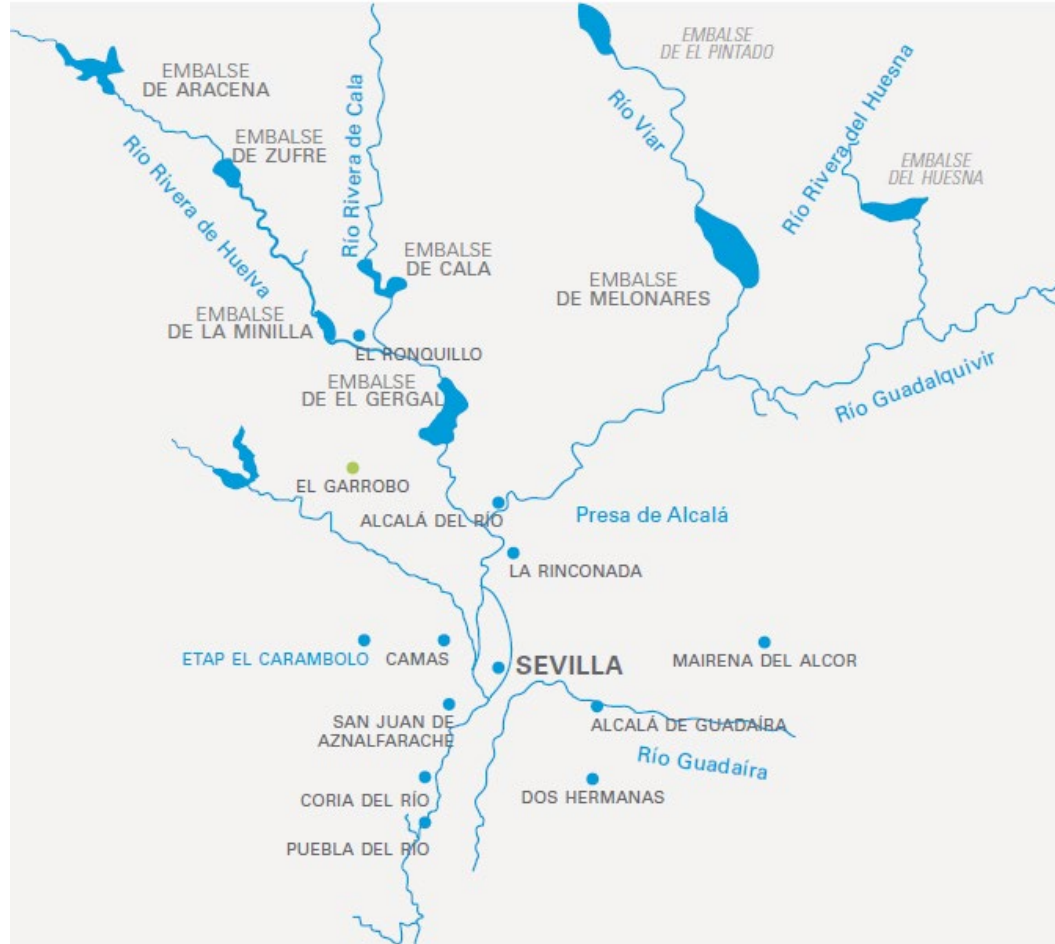 EMBALSE
DE EL PINTADO
EMBALSE
DE ARACENA
Río Rivera de Cala
Río Viar
Río Rivera del Huesna
EMBALSE
DE ZUFRE
Río Rivera de Huelva
EMBALSE
DEL HUESNA
EMBALSE
DE CALA
EMBALSE
DE MELONARES
EMBALSE
DE LA MINILLA
EL RONQUILLO
EMBALSE
DE EL GERGAL
Río Guadalquivir
EL GARROBO
ALCALÁ DEL RÍO
Presa de Alcalá
LA RINCONADA
ETAP EL CARAMBOLO
CAMAS
SEVILLA
MAIRENA DEL ALCOR
SAN JUAN DE
AZNALFARACHE
ALCALÁ DE GUADAÍRA
Río Guadaíra
CORIA DEL RÍO
DOS HERMANAS
PUEBLA DEL RÍO